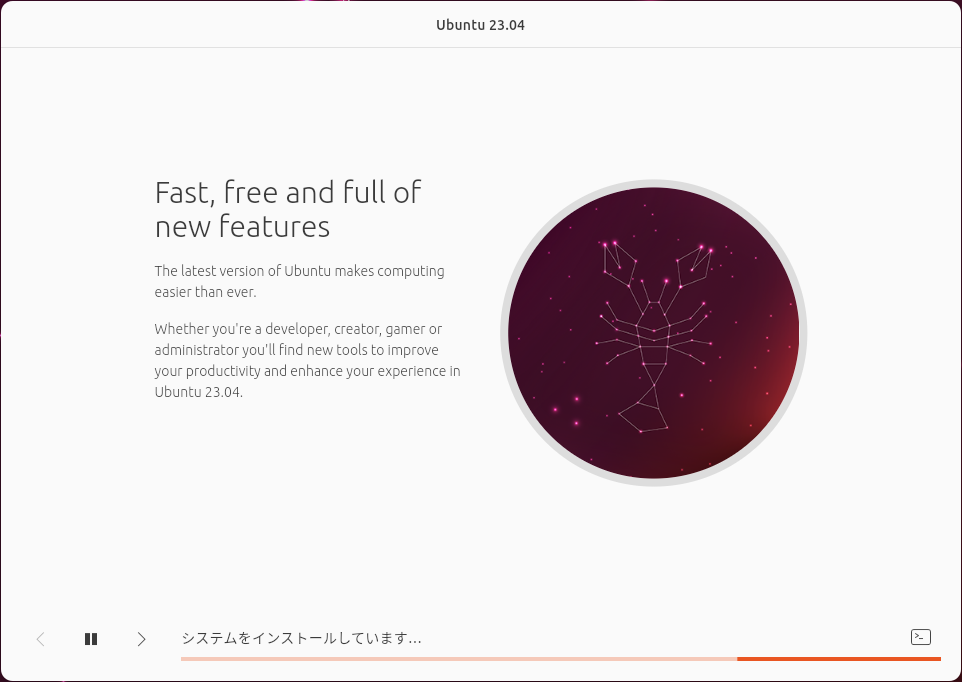 Ubuntu 23.04
Fast, free and full of
new features
The latest version of Ubuntu makes computing
easier than ever.
Whether you're a developer, creator, gamer or
administrator you'll find new tools to improve
your productivity and enhance your experience in
Ubuntu 23.04.
システムをインストールしています...